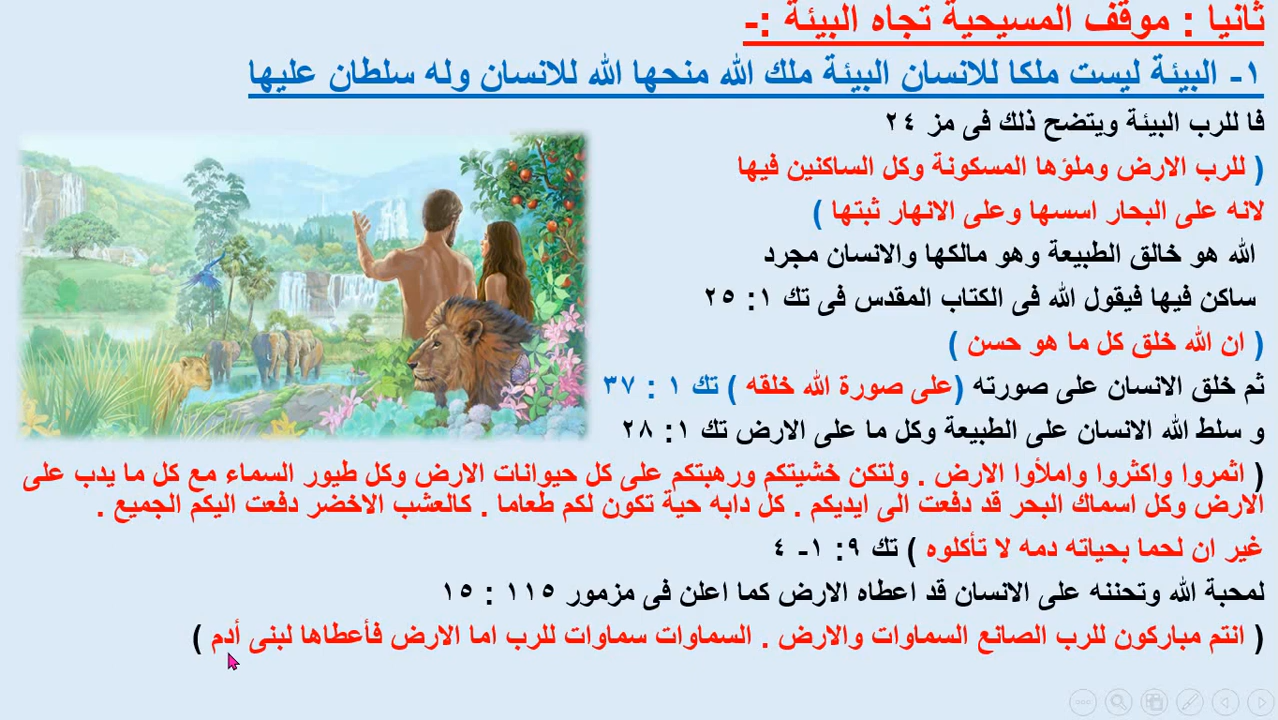 ثانيا : موقف المسيحية تجاه البيئة :-
١- البيئة ليست ملكا للانسان البيئة ملك الله منحها الله للانسان وله سلطان عليها
فا للرب البيئة ويتضح ذلك فى مز ٢٤
( للرب الارض وملؤها المسكونة وكل الساكنين فيها
لانه على البحار اسسها وعلى الانهار ثبتها )
الله هو خالق الطبيعة وهو مالكها والانسان مجرد
ساكن فيها فيقول الله فى الكتاب المقدس فى تك ١: ٢٥
( ان الله خلق كل ما هو حسن )
ثم خلق الانسان على صورته (على صورة الله خلقه ) تك ١ : ٣٧
و سلط الله الانسان على الطبيعة وكل ما على الارض تك ١: ٢٨
( اثمروا واكثروا واملأوا الارض . ولتكن خشيتكم ورهبتكم على كل حيوانات الارض وكل طيور السماء مع كل ما يدب على
الارض وكل اسماك البحر قد دفعت الى ايديكم . كل دابه حية تكون لكم طعاما . كالعشب الاخضر دفعت اليكم الجميع .
غير ان لحما بحياته دمه لا تأكلوه ) تك ٩: ١- ٤
لمحبة الله وتحننه على الانسان قد اعطاه الارض كما اعلن فى مزمور ١١٥ : ١٥
( انتم مباركون للرب الصانع السماوات والارض . السماوات سماوات للرب اما الارض فأعطاها لبنى أدم )